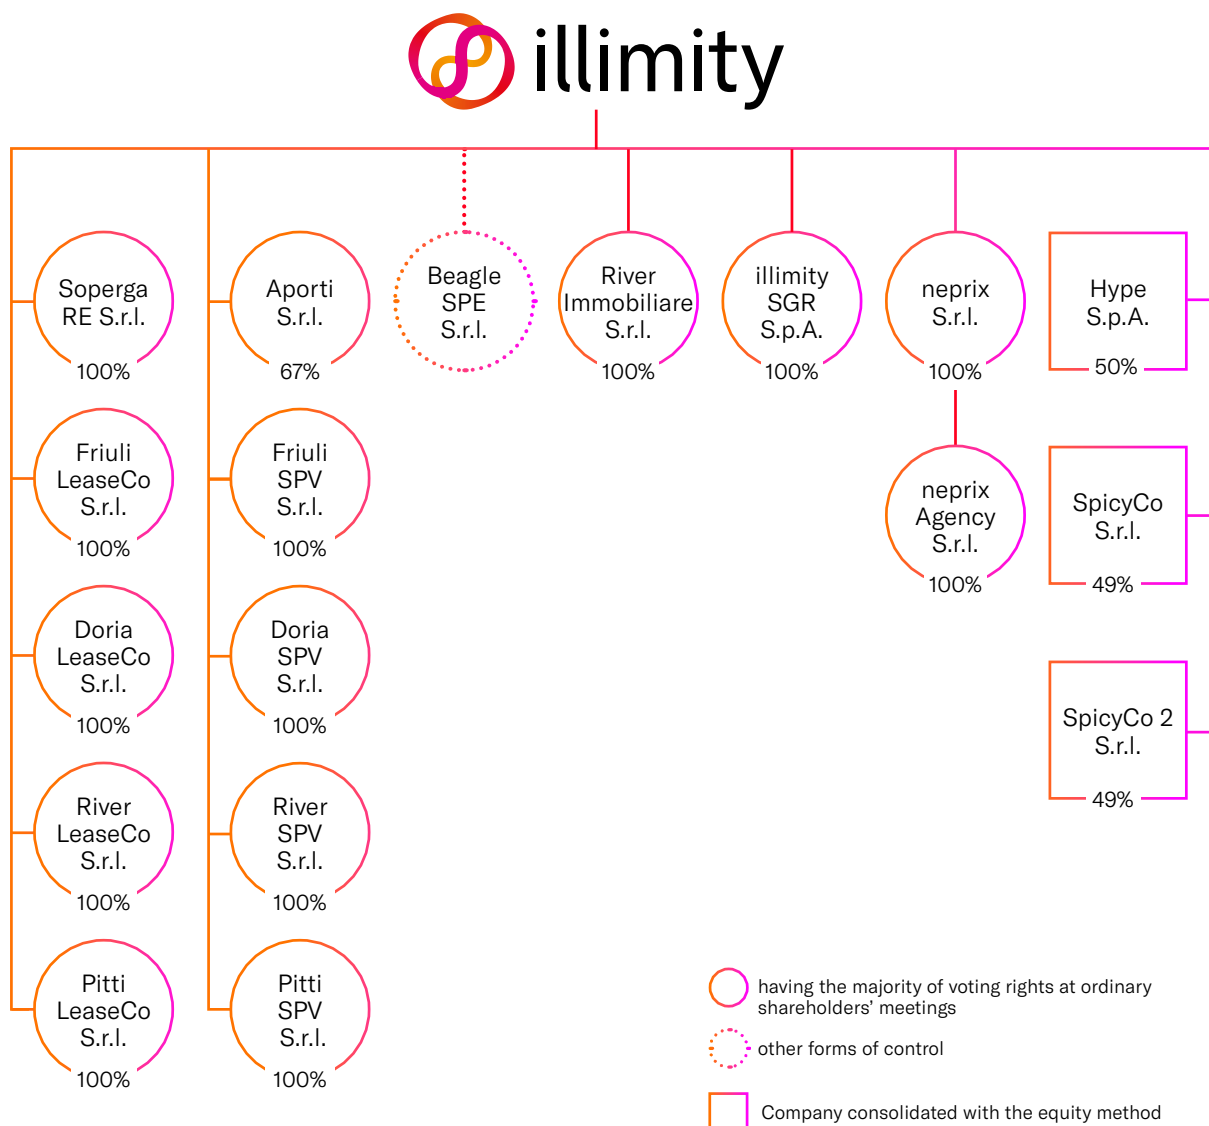 illimity
Soperga
RE S.r.l.
100%
Aporti
S.r.l.
67%
Beagle
SPE
S.r.l.
River
Immobiliare
S.r.l.
100%
illimity
SGR
S.p.A.
100%
neprix
S.r.l.
100%
Hype
S.p.A.
50%
Friuli
LeaseCo
S.r.l.
100%
Friuli
SPV
S.r.l.
100%
neprix
Agency
S.r.l.
100%
SpicyCo
S.r.l.
49%
Doria
LeaseCo
S.r.l.
100%
Doria
SPV
S.r.l.
100%
SpicyCo 2
S.r.l.
49%
River
LeaseCo
S.r.l.
100%
River
SPV
S.r.l.
100%
Pitti
LeaseCo
S.r.l.
100%
Pitti
SPV
S.r.l.
100%
having the majority of voting rights at ordinary
shareholders’ meetings
other forms of control
Company consolidated with the equity method